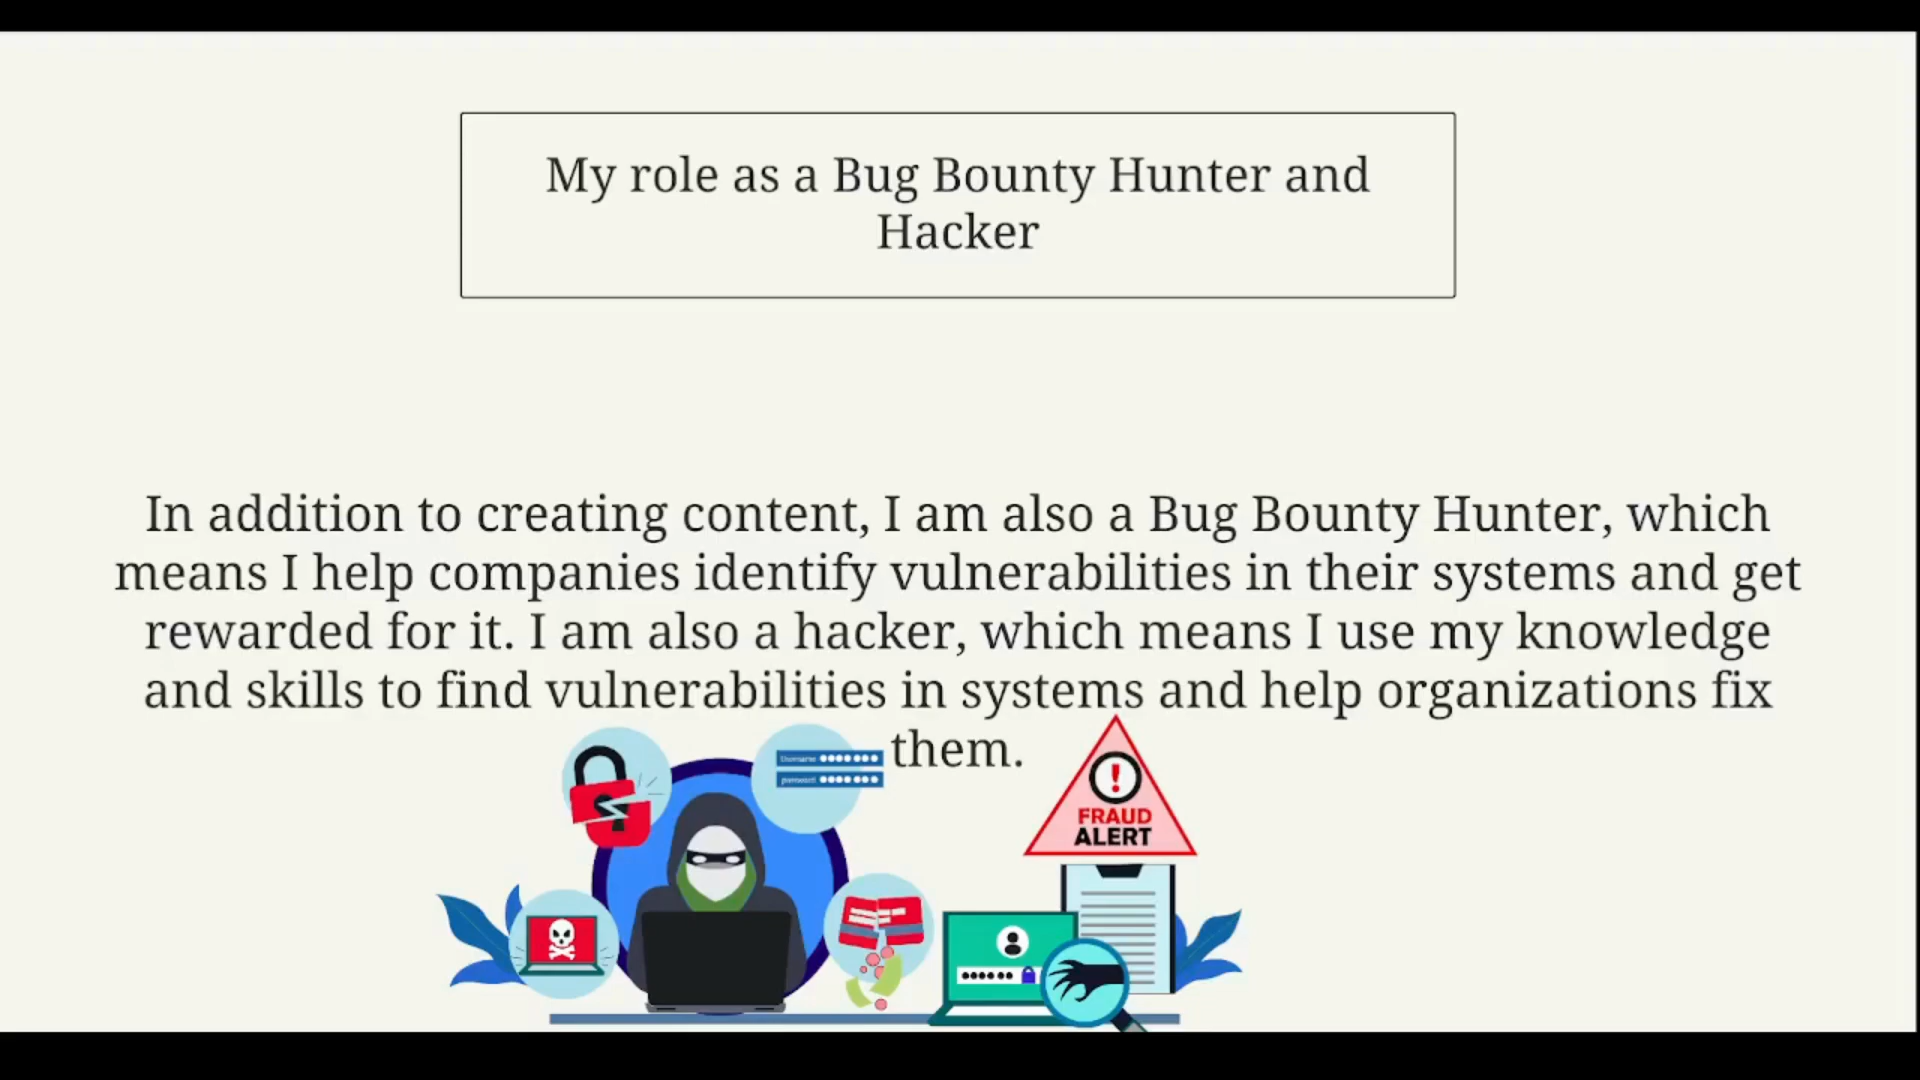 My role as a Bug Bounty Hunter and
Hacker
In addition to creating content, I am also a Bug Bounty Hunter, which
means I help companies identify vulnerabilities in their systems and get
rewarded for it. I am also a hacker, which means I use my knowledge
and skills to find vulnerabilities in systems and help organizations fix
them.
Username
password
FRAUD
ALERT